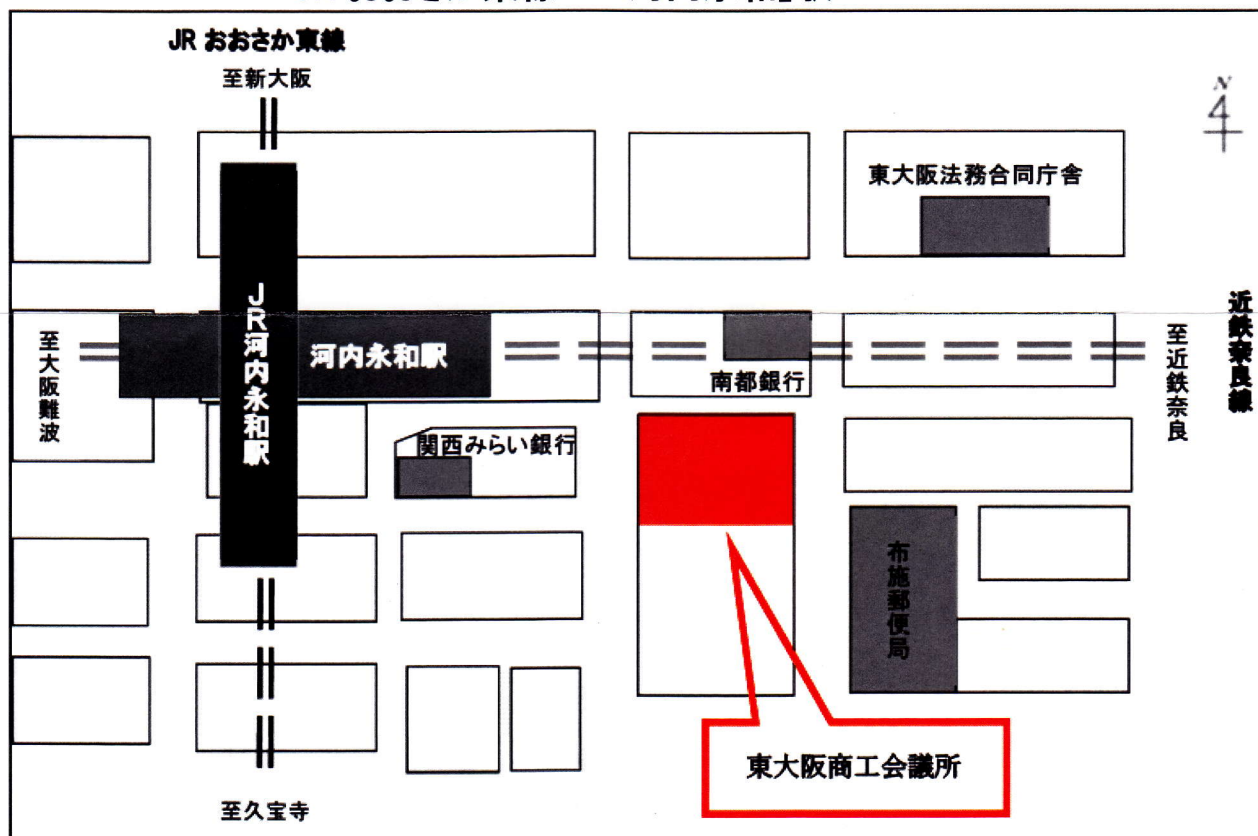 JR おおさか東線
至新大阪
N
東大阪法務合同庁舎
JR河内永和駅
河内永和駅
至大阪難波
南都銀行
至近鉄奈良
近鉄奈良線
関西みらい銀行
布施郵便局
東大阪商工会議所
至久宝寺